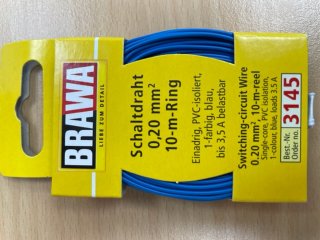 BRAWA
LIEBE ZUM DETAIL
Schaltdraht
0,20 mm²
10-m-Ring
Einadrig, PVC-isoliert,
1-farbig, blau,
bis 3,5 A belastbar
Switching-circuit Wire
0.20 mm², 10-m-reel
Single-core, PVC isolation,
1-colour, blue, loads 3.5 A
Best.-Nr.
Order no.
3145